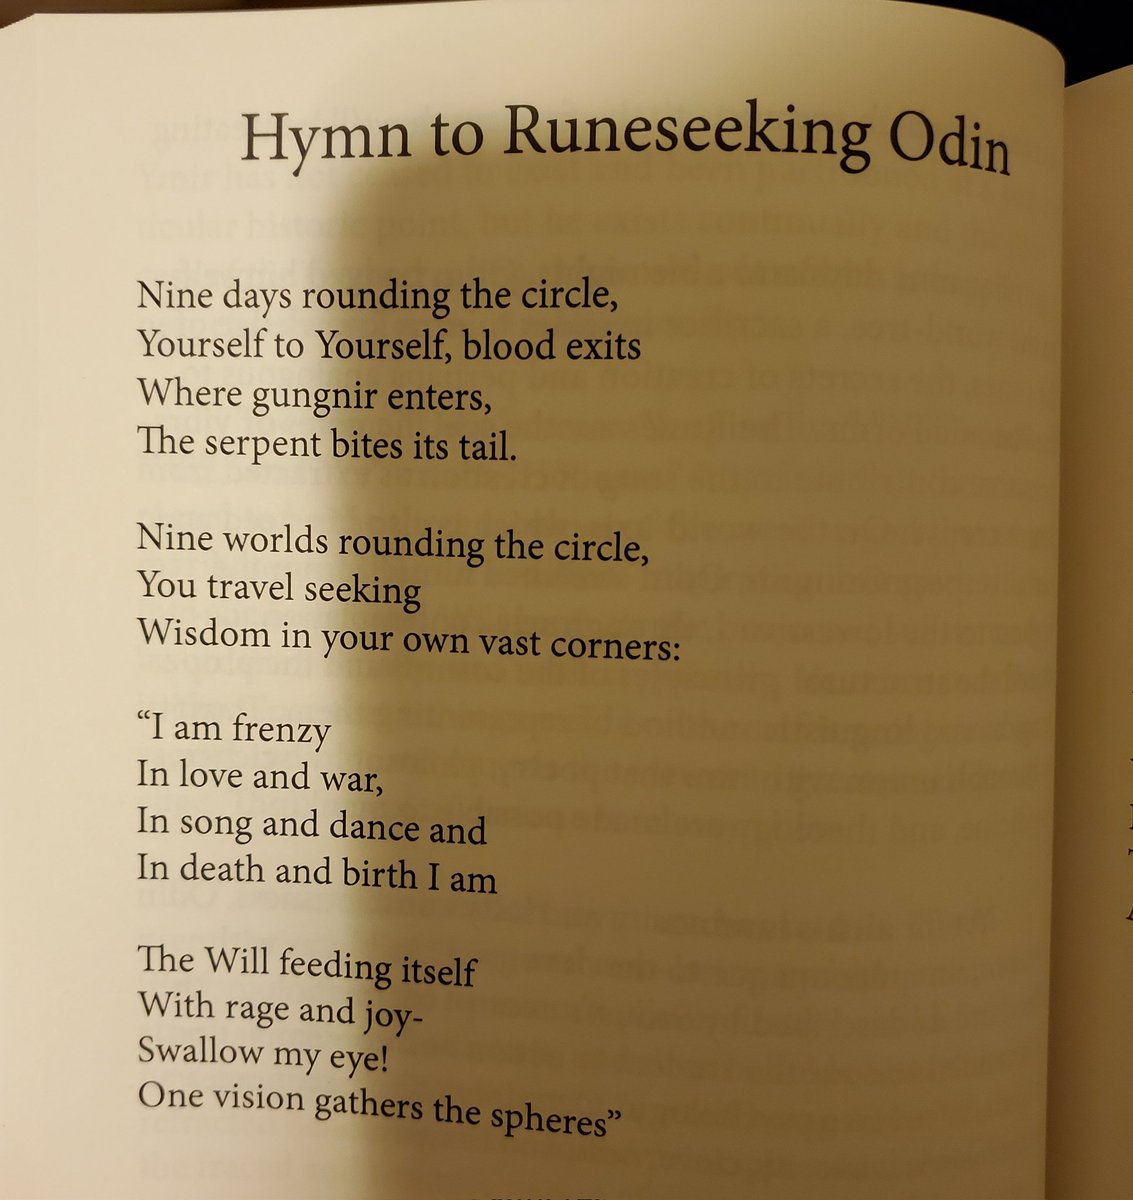 Hymn to Runeseeking Odin
Nine days rounding the circle,
Yourself to Yourself, blood exits
Where gungnir enters,
The serpent bites its tail.
Nine worlds rounding the circle,
You travel seeking
Wisdom in your own vast corners:
“I am frenzy
In love and war,
In song and dance and
In death and birth I am
The Will feeding itself
With rage and joy-
Swallow my eye!
One vision gathers the spheres”